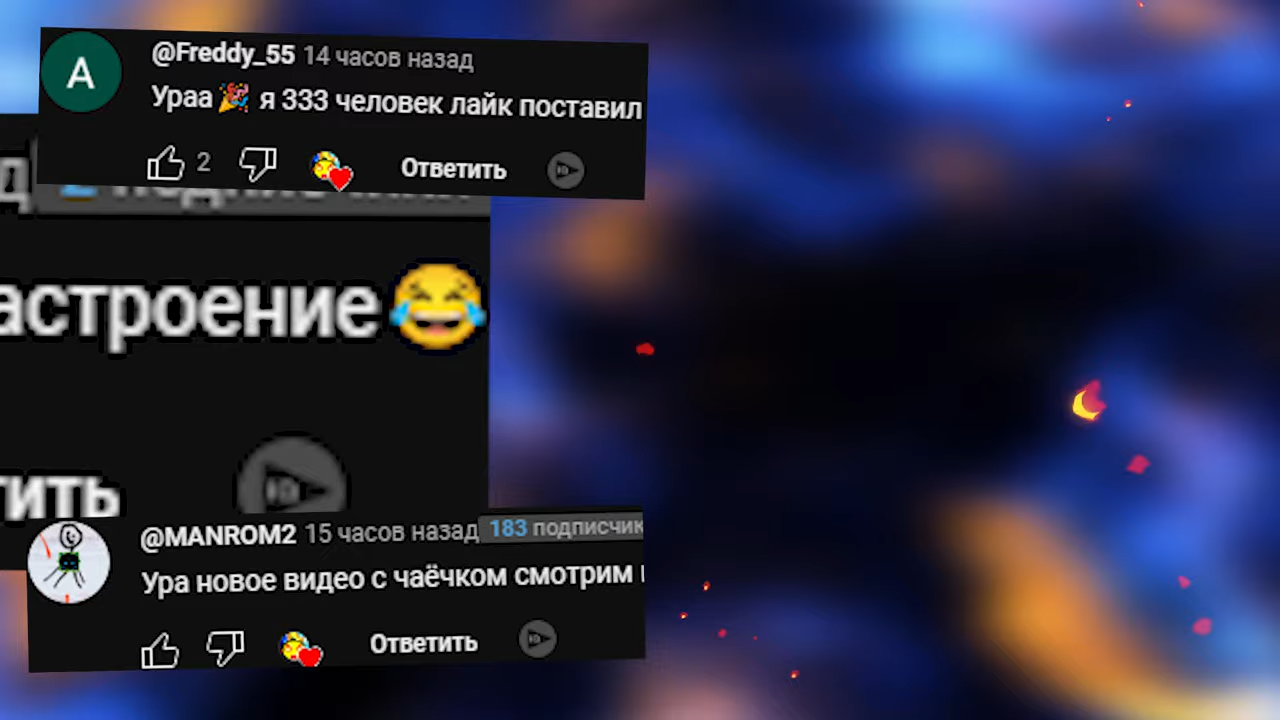 A
@Freddy_55 14 часов назад
Ураа 🎉 я 333 человек лайк поставил
2
Ответить
астроение😂
тить
@MANROM2 15 часов назад 183 подписчик
Ура новое видео с чаёчком смотрим
Ответить